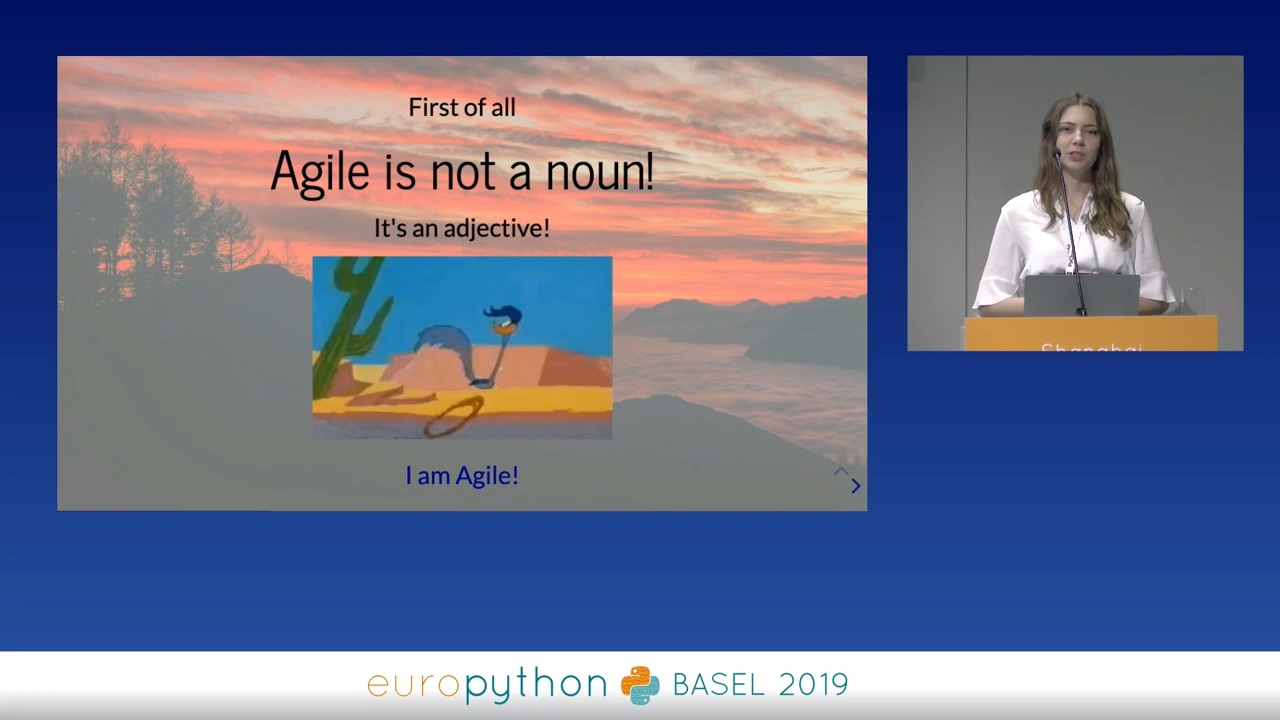 First of all
Agile is not a noun!
It's an adjective!
I am Agile!
Shanghai
europython BASEL 2019